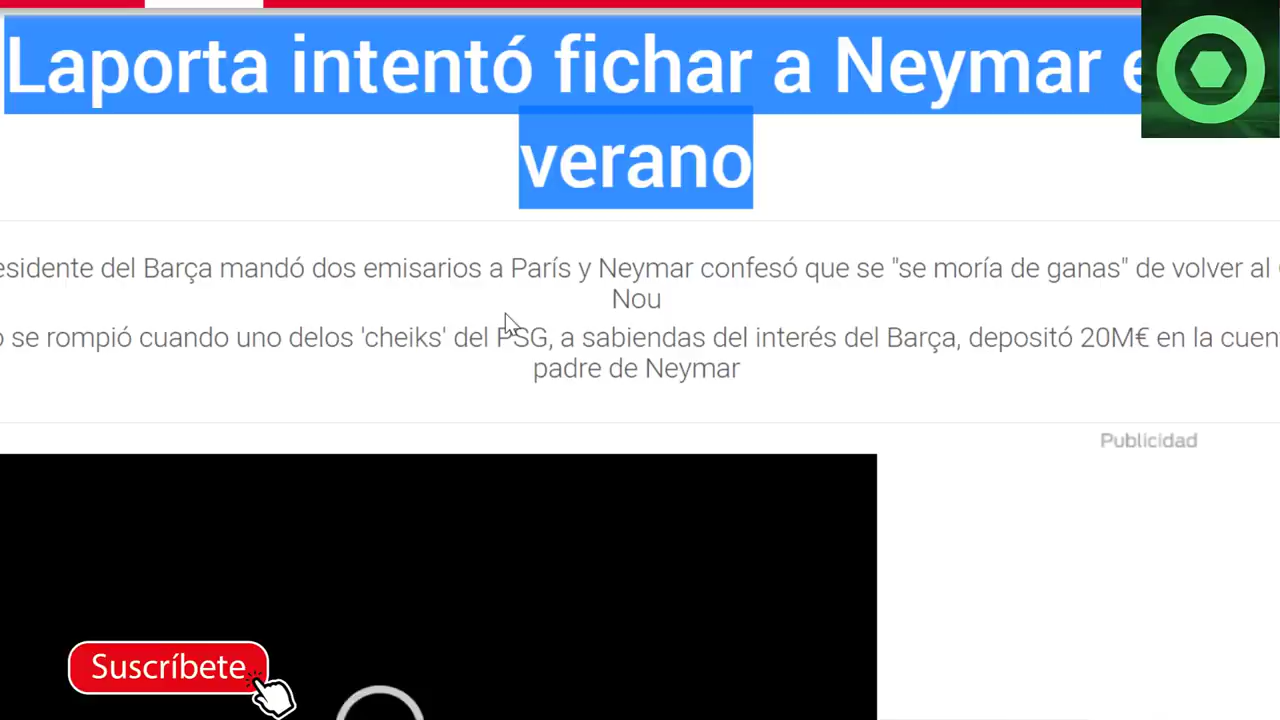 Laporta intentó fichar a Neymar
verano
del Barça mandó dos emisarios a París y Neymar confesó que se "se moría de ganas" de volver al
Nou
se rompió cuando uno delos 'cheiks' del PSG, a sabiendas del interés del Barça, depositó 20M€ en la
padre de Neymar
Publicidad
Suscríbete